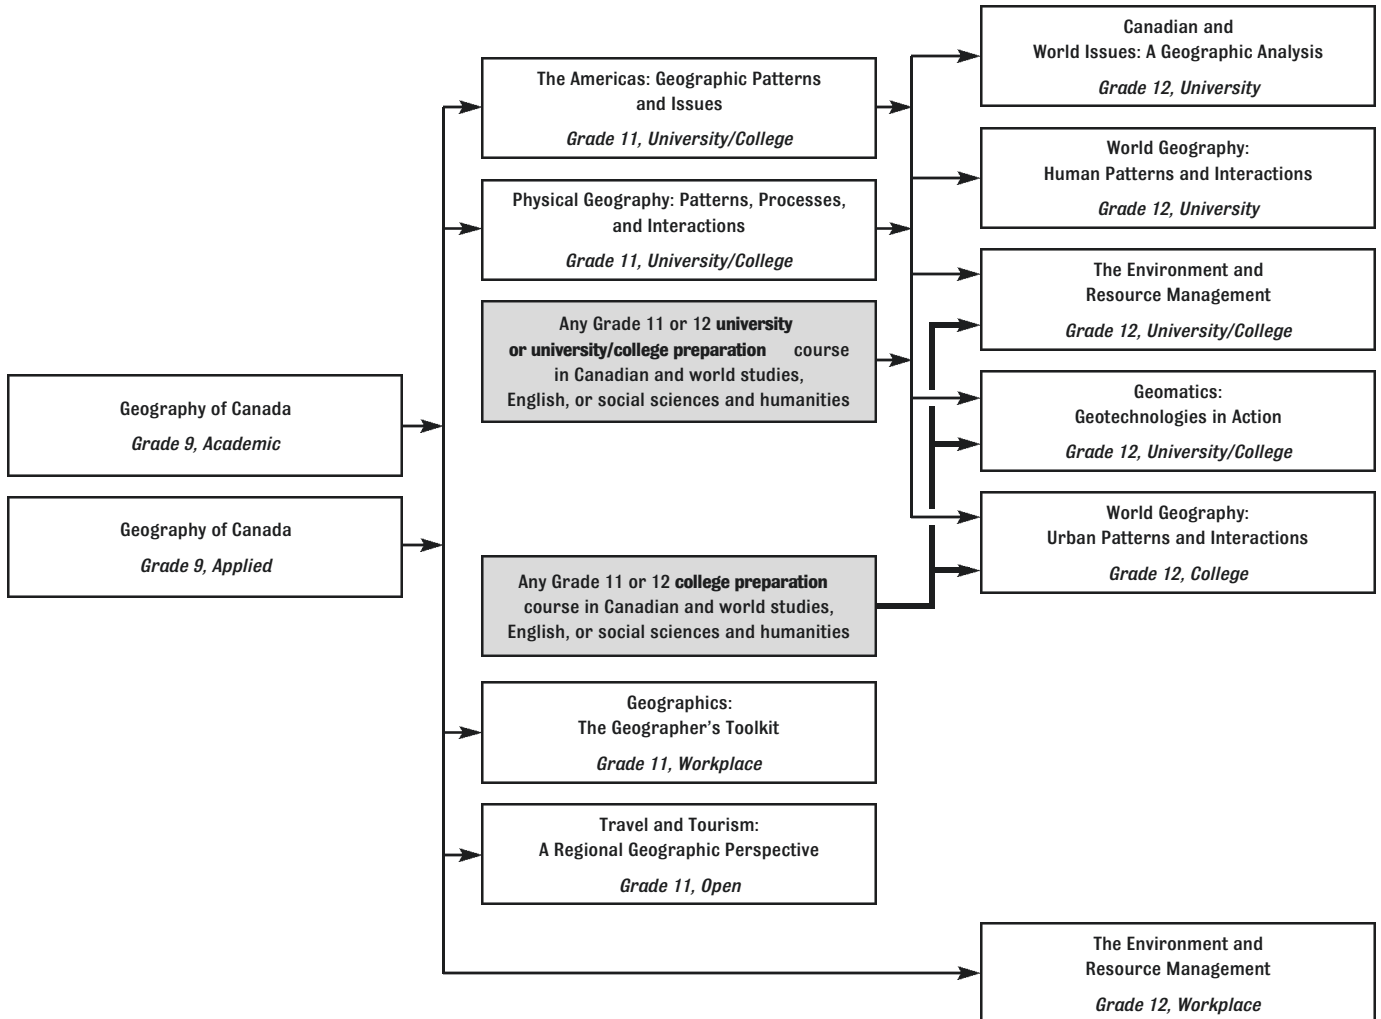 Geography of Canada
Grade 9, Academic
Geography of Canada
Grade 9, Applied
The Americas: Geographic Patterns
and Issues
Grade 11, University/College
Physical Geography: Patterns, Processes,
and Interactions
Grade 11, University/College
Any Grade 11 or 12 university
or university/college preparation course
in Canadian and world studies,
English, or social sciences and humanities
Any Grade 11 or 12 college preparation
course in Canadian and world studies,
English, or social sciences and humanities
Geographics:
The Geographer's Toolkit
Grade 11, Workplace
Travel and Tourism:
A Regional Geographic Perspective
Grade 11, Open
Canadian and
World Issues: A Geographic Analysis
Grade 12, University
World Geography:
Human Patterns and Interactions
Grade 12, University
The Environment and
Resource Management
Grade 12, University/College
Geomatics:
Geotechnologies in Action
Grade 12, University/College
World Geography:
Urban Patterns and Interactions
Grade 12, College
The Environment and
Resource Management
Grade 12, Workplace